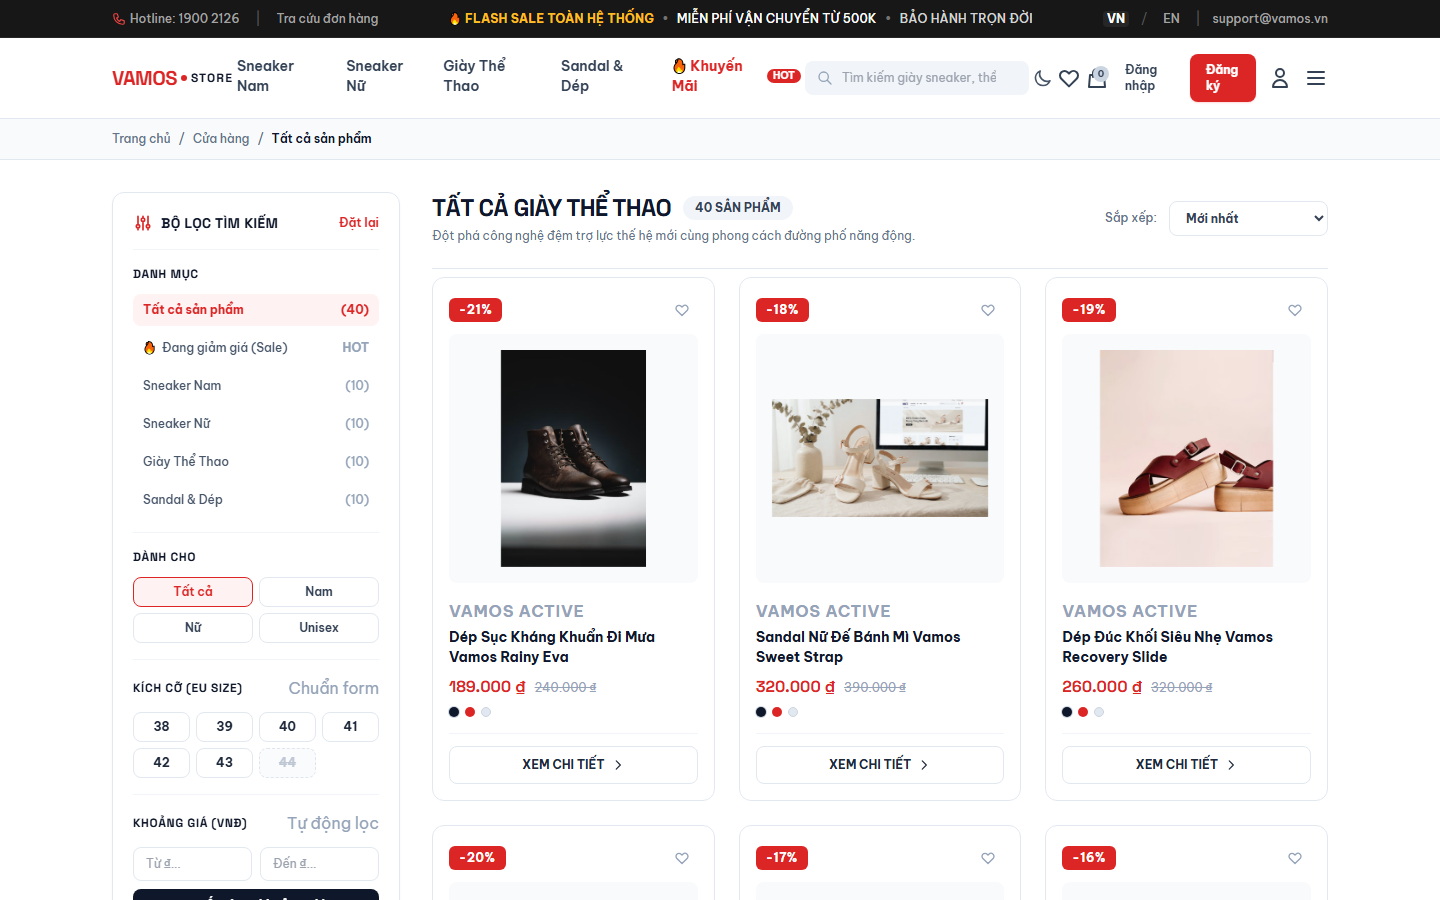 Hotline: 1900 2126
Tra cứu đơn hàng
FLASH SALE TOÀN HỆ THỐNG • MIỄN PHÍ VẬN CHUYỂN TỪ 500K • BẢO HÀNH TRỌN ĐỜI
VN / EN
support@vamos.vn
VAMOS • STORE
Sneaker Nam
Sneaker Nữ
Giày Thể Thao
Sandal & Dép
Khuyến Mãi
HOT
Tìm kiếm giày sneaker, thể
0
Đăng nhập
Đăng ký
Trang chủ / Cửa hàng / Tất cả sản phẩm
BỘ LỌC TÌM KIẾM
Đặt lại
DANH MỤC
Tất cả sản phẩm (40)
Đang giảm giá (Sale) HOT
Sneaker Nam (10)
Sneaker Nữ (10)
Giày Thể Thao (10)
Sandal & Dép (10)
DÀNH CHO
Tất cả
Nam
Nữ
Unisex
KÍCH CỠ (EU SIZE)
Chuẩn form
38 39 40 41
42 43 44
KHOẢNG GIÁ (VNĐ)
Tự động lọc
Từ ₫...
Đến ₫...
TẤT CẢ GIÀY THỂ THAO
40 SẢN PHẨM
Đột phá công nghệ đệm trợ lực thế hệ mới cùng phong cách đường phố năng động.
Sắp xếp:
Mới nhất
-21%
VAMOS ACTIVE
Dép Sục Kháng Khuẩn Đi Mưa
Vamos Rainy Eva
189.000 ₫ 240.000 ₫
XEM CHI TIẾT
-18%
VAMOS ACTIVE
Sandal Nữ Đế Bánh Mì Vamos
Sweet Strap
320.000 ₫ 390.000 ₫
XEM CHI TIẾT
-19%
VAMOS ACTIVE
Dép Đúc Khối Siêu Nhẹ Vamos
Recovery Slide
260.000 ₫ 320.000 ₫
XEM CHI TIẾT
-20%
-17%
-16%